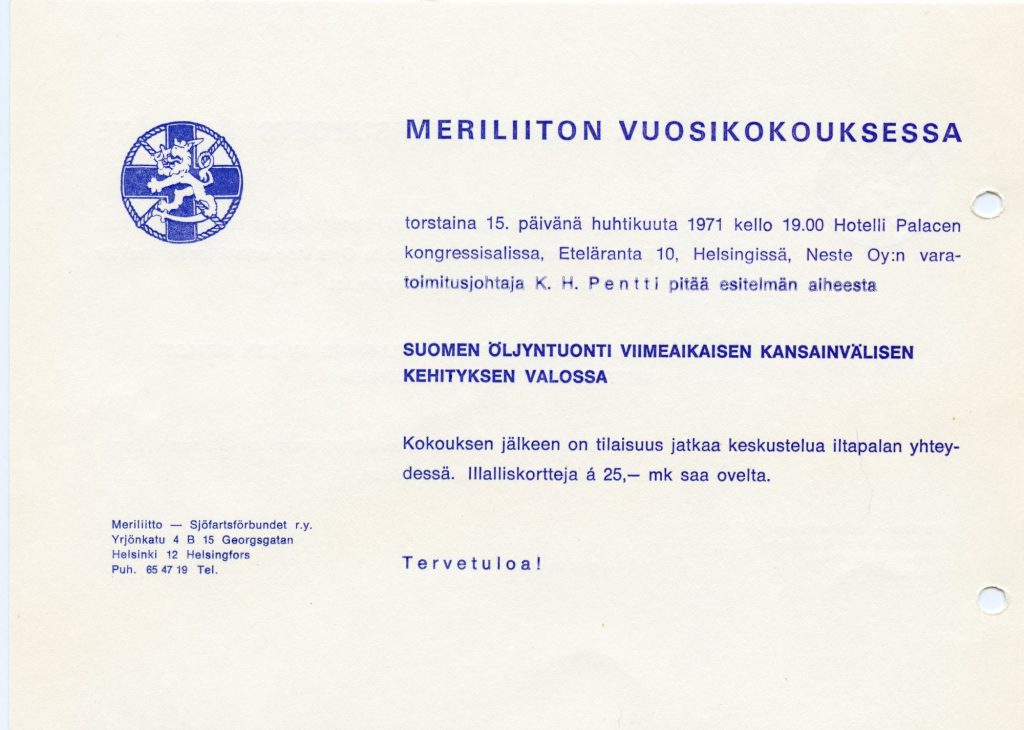 MERILIITON VUOSIKOKOUKSESSA
torstaina 15. päivänä huhtikuuta 1971 kello 19.00 Hotelli Palacen
kongressisalissa, Eteläranta 10, Helsingissä, Neste Oy:n vara-
toimitusjohtaja K. H. Pentti pitää esitelmän aiheesta
SUOMEN ÖLJYNTUONTI VIIMEAIKAISEN KANSAINVÄLISEN
KEHITYKSEN VALOSSA
Kokouksen jälkeen on tilaisuus jatkaa keskustelua iltapalan yhtey-
dessä. Illalliskortteja á 25,— mk saa ovelta.
Tervetuloa!
Meriliitto — Sjöfartsförbundet r.y.
Yrjönkatu 4 B 15 Georgsgatan
Helsinki 12 Helsingfors
Puh. 65 47 19 Tel.